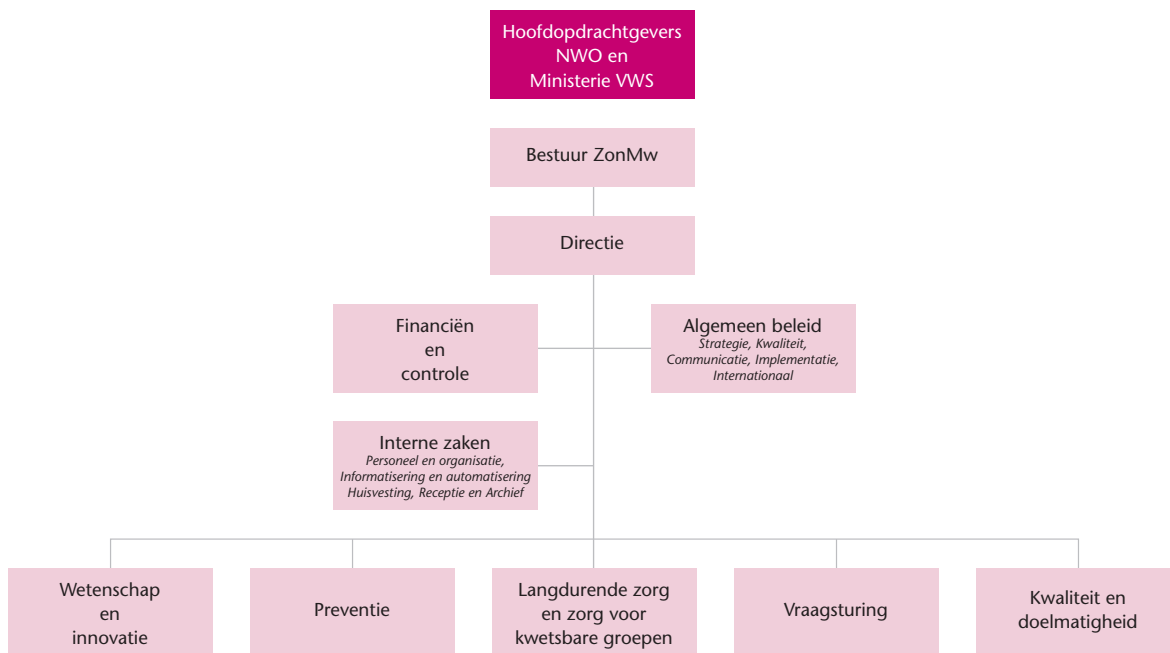 Hoofdopdrachtgevers
NWO en
Ministerie VWS
Bestuur ZonMw
Directie
Financiën
en
controle
Algemeen beleid
Strategie, Kwaliteit,
Communicatie, Implementatie,
Internationaal
Interne zaken
Personeel en organisatie,
Informatisering en automatisering
Huisvesting, Receptie en Archief
Wetenschap
en
innovatie
Preventie
Langdurende zorg
en zorg voor
kwetsbare groepen
Vraagsturing
Kwaliteit en
doelmatigheid